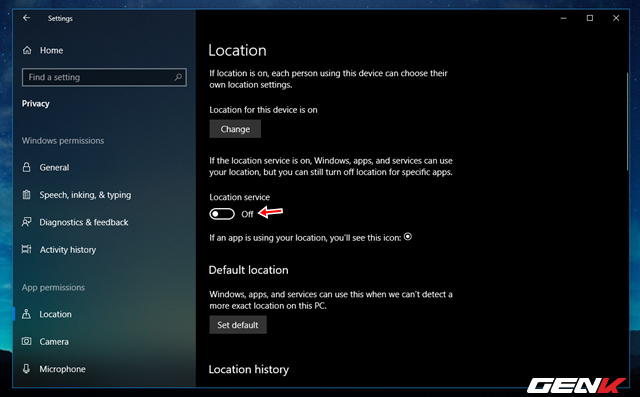 Settings
Home
Find a setting
Privacy
Windows permissions
General
Speech, inking, & typing
Diagnostics & feedback
Activity history
App permissions
Location
Camera
Microphone
Location
If location is on, each person using this device can choose their
own location settings.
Location for this device is on
Change
If the location service is on, Windows, apps, and services can use
your location, but you can still turn off location for specific apps.
Location service
Off
If an app is using your location, you'll see this icon:
Default location
Windows, apps, and services can use this when we can't detect a
more exact location on this PC.
Set default
Location history
GENK